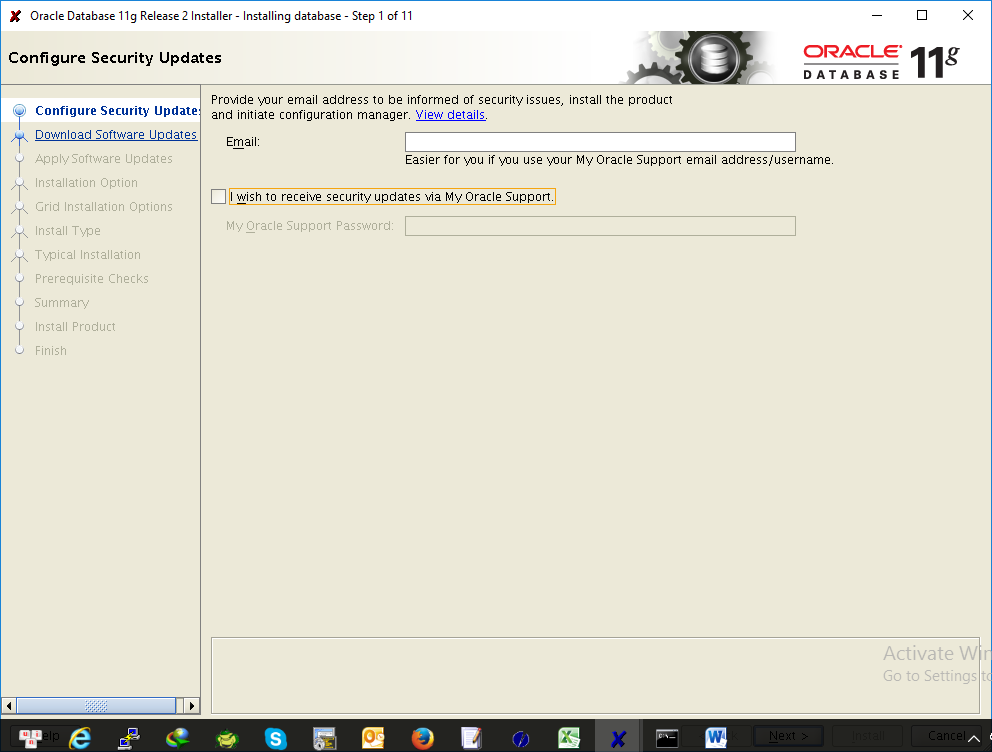 Oracle Database 11g Release 2 Installer - Installing database - Step 1 of 11
Configure Security Updates
ORACLE
DATABASE
11g
Configure Security Update
Download Software Updates
Apply Software Updates
Installation Option
Grid Installation Options
Install Type
Typical Installation
Prerequisite Checks
Summary
Install Product
Finish
Provide your email address to be informed of security issues, install the product
and initiate configuration manager. View details.
Email:
Easier for you if you use your My Oracle Support email address/username.
I wish to receive security updates via My Oracle Support.
My Oracle Support Password:
Activate Win
Go to Settings to
Help
Next >
Install
Cancel